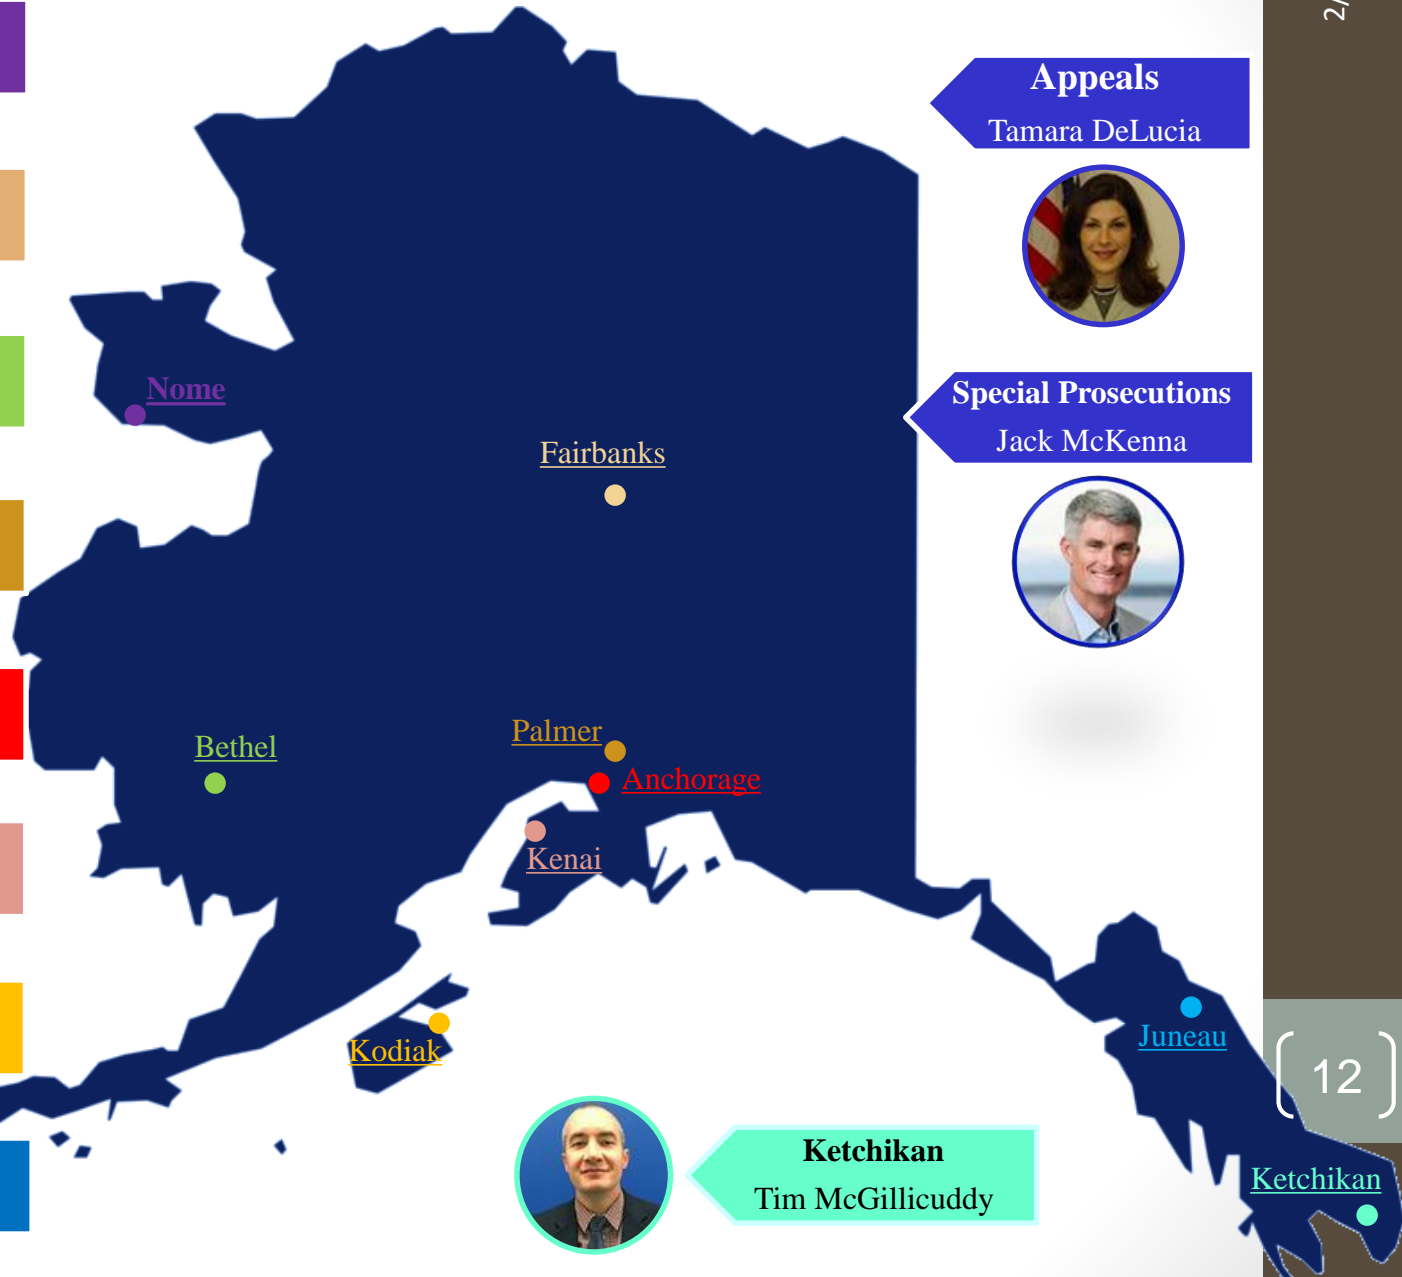 2/
Appeals
Tamara DeLucia
Special Prosecutions
Jack McKenna
Nome
Fairbanks
Palmer
Bethel
Anchorage
Kenai
Juneau
Kodiak
12
Ketchikan
Tim McGillicuddy
Ketchikan